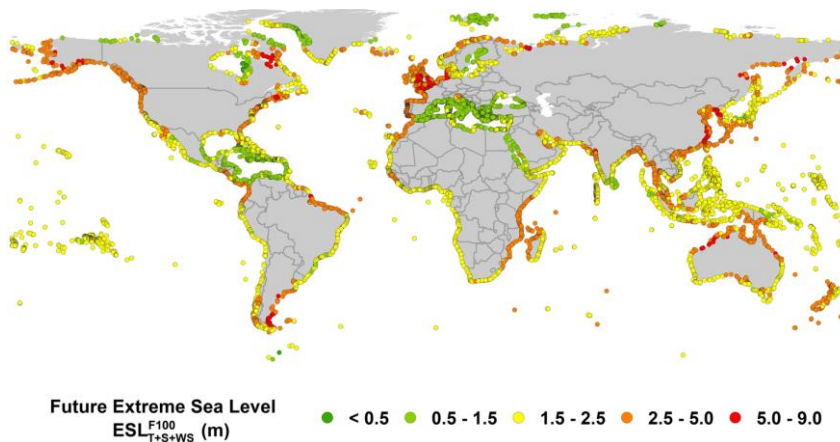 Future Extreme Sea Level
ESL^F100_T+S+WS (m)
< 0.5
0.5 - 1.5
1.5 - 2.5
2.5 - 5.0
5.0 - 9.0